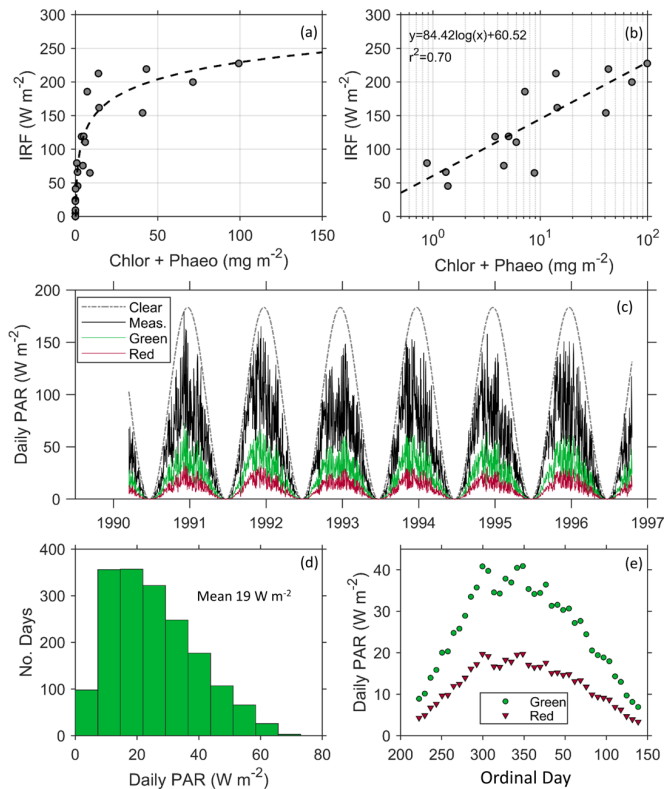 (a)
300
250
200
150
100
50
0
IRF (W m-2)
0 50 100 150
Chlor + Phaeo (mg m-2)
(b)
y=84.42log(x)+60.52
r2=0.70
300
250
200
150
100
50
0
IRF (W m-2)
100 101 102
Chlor + Phaeo (mg m-2)
(c)
Clear
Meas.
Green
Red
200
150
100
50
0
Daily PAR (W m-2)
1990 1991 1992 1993 1994 1995 1996 1997
(d)
Mean 19 W m-2
400
300
200
100
0
No. Days
0 20 40 60 80
Daily PAR (W m-2)
(e)
40
30
20
10
0
Daily PAR (W m-2)
Green
Red
200 250 300 350 50 100 150
Ordinal Day